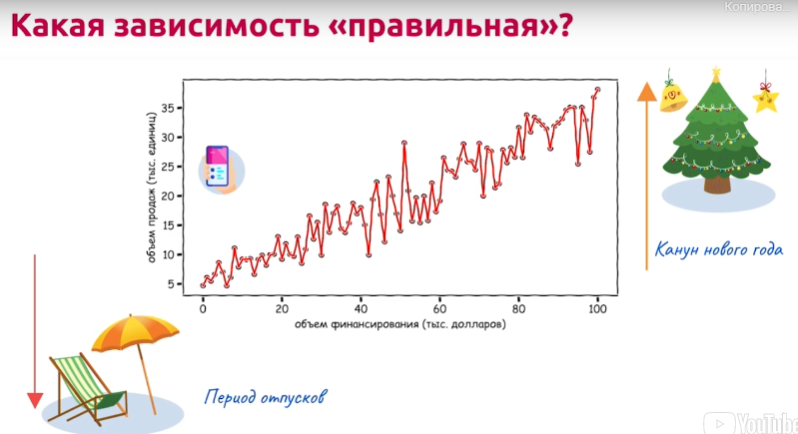 Копирова...
Какая зависимость «правильная»?
объем продаж (тыс. единиц)
35
30
25
20
15
10
5
0 20 40 60 80 100
объем финансирования (тыс. долларов)
Канун нового года
Период отпусков
YouTube